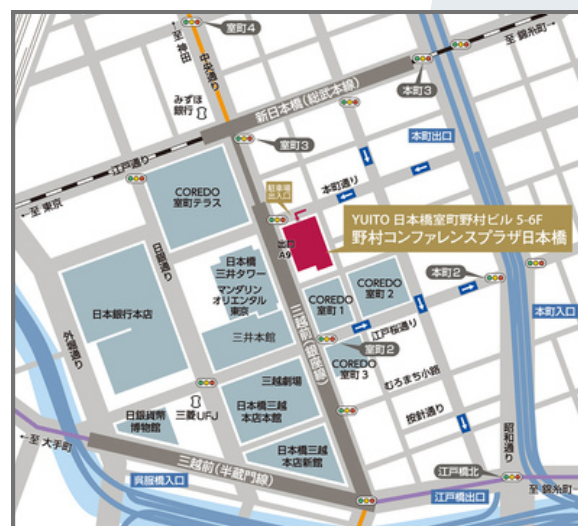 ←至 神田
中央通り
室町4
至 錦糸町→
みずほ
銀行
新日本橋(総武本線)
本町3
江戸通り
室町3
本町出口
←至 東京
COREDO
室町テラス
駐車場
出入口
本町通り
YUITO 日本橋室町野村ビル 5-6F
野村コンファレンスプラザ日本橋
出口
A9
日銀通り
日本橋
三井タワー
マンダリン
オリエンタル
東京
COREDO
室町 1
COREDO
室町 2
本町2
日本銀行本店
三井本館
三越前(銀座線)
江戸桜通り
本町入口
外堀通り
室町2
COREDO
室町 3
むろまち小路
三越劇場
日本橋三越
本店本館
日銀貨幣
博物館
三菱UFJ
按針通り
昭和通り
←至 大手町
三越前(半蔵門線)
日本橋三越
本店新館
江戸橋北
呉服橋入口
江戸橋出口
至 錦糸町→